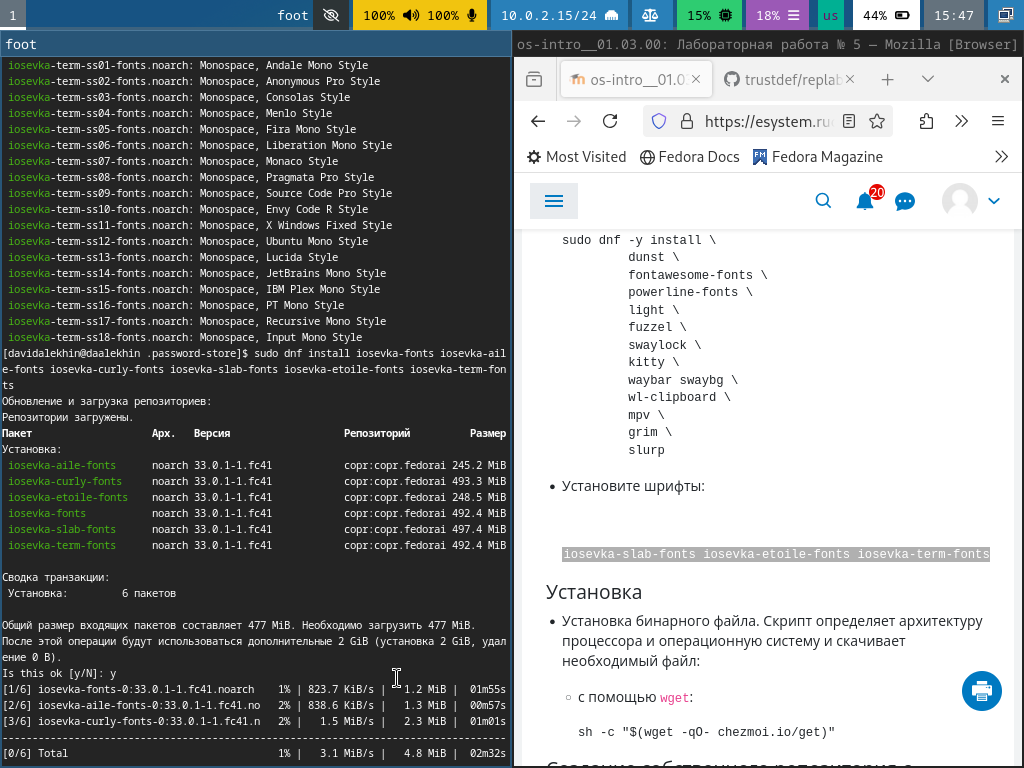 1
foot
100%
100%
10.0.2.15/24
15%
18%
us
44%
15:47
foot
iosevka-term-ss01-fonts.noarch: Monospace, Andale Mono Style
iosevka-term-ss02-fonts.noarch: Monospace, Anonymous Pro Style
iosevka-term-ss03-fonts.noarch: Monospace, Consolas Style
iosevka-term-ss04-fonts.noarch: Monospace, Menlo Style
iosevka-term-ss05-fonts.noarch: Monospace, Fira Mono Style
iosevka-term-ss06-fonts.noarch: Monospace, Liberation Mono Style
iosevka-term-ss07-fonts.noarch: Monospace, Monaco Style
iosevka-term-ss08-fonts.noarch: Monospace, Pragmata Pro Style
iosevka-term-ss09-fonts.noarch: Monospace, Source Code Pro Style
iosevka-term-ss10-fonts.noarch: Monospace, Envy Code R Style
iosevka-term-ss11-fonts.noarch: Monospace, X Windows Fixed Style
iosevka-term-ss12-fonts.noarch: Monospace, Ubuntu Mono Style
iosevka-term-ss13-fonts.noarch: Monospace, Lucida Style
iosevka-term-ss14-fonts.noarch: Monospace, JetBrains Mono Style
iosevka-term-ss15-fonts.noarch: Monospace, IBM Plex Mono Style
iosevka-term-ss16-fonts.noarch: Monospace, PT Mono Style
iosevka-term-ss17-fonts.noarch: Monospace, Recursive Mono Style
iosevka-term-ss18-fonts.noarch: Monospace, Input Mono Style
[davidalekhin@daalekhin .password-store]$ sudo dnf install iosevka-fonts iosevka-ail
e-fonts iosevka-curly-fonts iosevka-slab-fonts iosevka-etoile-fonts iosevka-term-fon
ts
Обновление и загрузка репозиториев:
Репозитории загружены.
Пакет Арх. Версия Репозиторий Размер
Установка:
iosevka-aile-fonts noarch 33.0.1-1.fc41 copr:copr.fedorai 245.2 MiB
iosevka-curly-fonts noarch 33.0.1-1.fc41 copr:copr.fedorai 493.3 MiB
iosevka-etoile-fonts noarch 33.0.1-1.fc41 copr:copr.fedorai 248.5 MiB
iosevka-fonts noarch 33.0.1-1.fc41 copr:copr.fedorai 492.4 MiB
iosevka-slab-fonts noarch 33.0.1-1.fc41 copr:copr.fedorai 497.4 MiB
iosevka-term-fonts noarch 33.0.1-1.fc41 copr:copr.fedorai 492.4 MiB
Сводка транзакции:
Установка: 6 пакетов
Общий размер входящих пакетов составляет 477 MiB. Необходимо загрузить 477 MiB.
После этой операции будут использоваться дополнительные 2 GiB (установка 2 GiB, удал
ение 0 B).
Is this ok [y/N]: y
[1/6] iosevka-fonts-0:33.0.1-1.fc41.noarch 1% | 823.7 KiB/s | 1.2 MiB | 01m55s
[2/6] iosevka-aile-fonts-0:33.0.1-1.fc41.no 2% | 838.6 KiB/s | 1.3 MiB | 00m57s
[3/6] iosevka-curly-fonts-0:33.0.1-1.fc41.n 2% | 1.5 MiB/s | 2.3 MiB | 01m01s
------------------------------------------------------------------------------------
[0/6] Total 1% | 3.1 MiB/s | 4.8 MiB | 02m32s
os-intro__01.03.00: Лабораторная работа № 5 — Mozilla [Browser]
os-intro__01.0
trustdef/replab
https://esystem.ru
Most Visited
Fedora Docs
Fedora Magazine
20
sudo dnf -y install \
dunst \
fontawesome-fonts \
powerline-fonts \
light \
fuzzel \
swaylock \
kitty \
waybar swaybg \
wl-clipboard \
mpv \
grim \
slurp
• Установите шрифты:
iosevka-slab-fonts iosevka-etoile-fonts iosevka-term-fonts
Установка
• Установка бинарного файла. Скрипт определяет архитектуру
процессора и операционную систему и скачивает
необходимый файл:
◦ с помощью wget:
sh -c "$(wget -qO- chezmoi.io/get)"